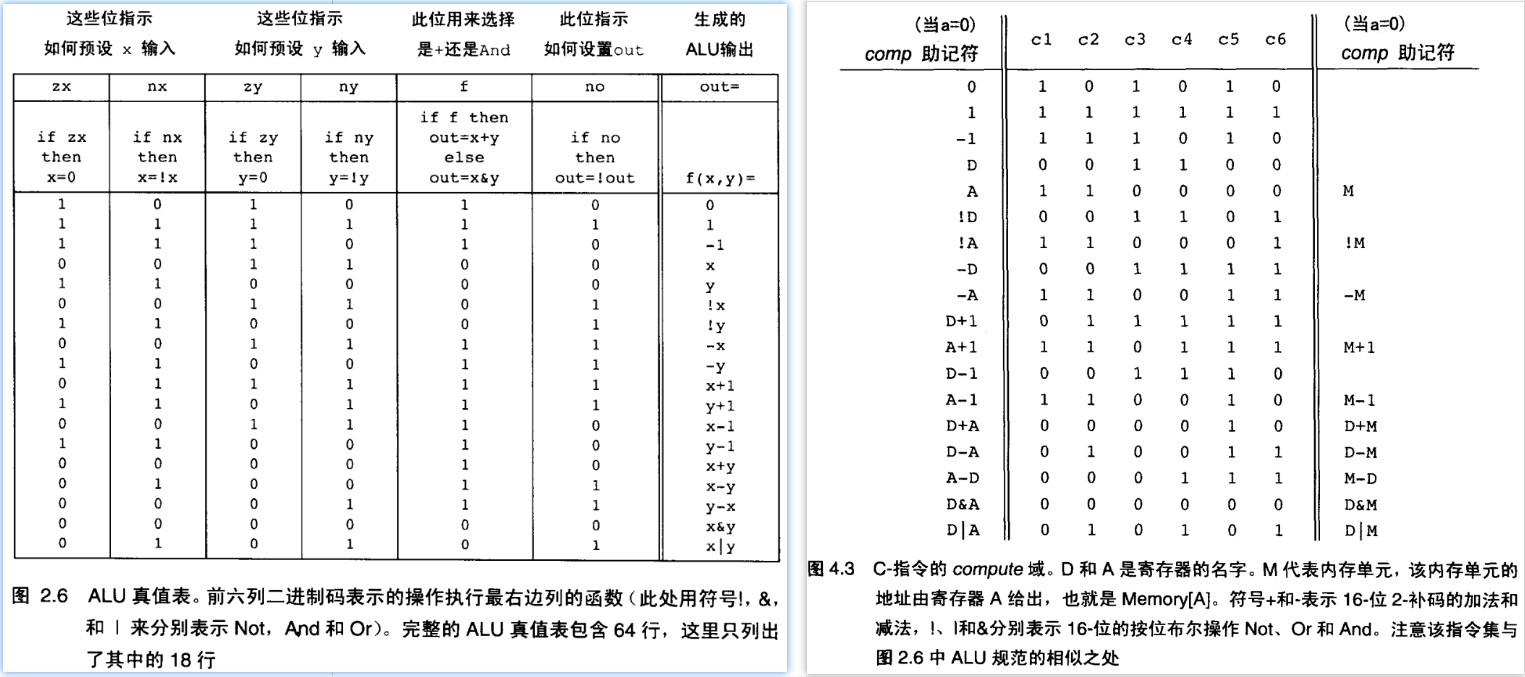 这些位指示 这些位指示 此位用来选择 此位指示 生成的
如何预设 x 输入 如何预设 y 输入 是+还是And 如何设置out ALU输出
zx nx zy ny f no out=
if zx then x=0 if nx then x=!x if zy then y=0 if ny then y=!y if f then out=x+y else out=x&y if no then out=!out f(x,y)=
1 0 1 0 1 0 0
1 1 1 1 1 1 1
1 1 1 0 1 0 -1
0 0 1 1 0 0 x
1 1 0 0 0 0 y
0 0 1 1 0 1 !x
1 1 0 0 0 1 !y
0 0 1 1 1 1 -x
1 1 0 0 1 1 -y
0 1 1 1 1 1 x+1
1 1 0 1 1 1 y+1
0 0 1 1 1 0 x-1
1 1 0 0 1 0 y-1
0 0 0 0 1 0 x+y
0 1 0 0 1 1 x-y
0 0 0 1 1 1 y-x
0 0 0 0 0 0 x&y
0 1 0 1 0 1 x|y
图 2.6 ALU 真值表。前六列二进制码表示的操作执行最右边列的函数(此处用符号!, &,
和 | 来分别表示 Not, And 和 Or)。完整的 ALU 真值表包含 64 行，这里只列出
了其中的 18 行
(当a=0) (当a=0)
comp 助记符 c1 c2 c3 c4 c5 c6 comp 助记符
0 1 0 1 0 1 0
1 1 1 1 1 1 1
-1 1 1 1 0 1 0
D 0 0 1 1 0 0
A 1 1 0 0 0 0 M
!D 0 0 1 1 0 1
!A 1 1 0 0 0 1 !M
-D 0 0 1 1 1 1
-A 1 1 0 0 1 1 -M
D+1 0 1 1 1 1 1
A+1 1 1 0 1 1 1 M+1
D-1 0 0 1 1 1 0
A-1 1 1 0 0 1 0 M-1
D+A 0 0 0 0 1 0 D+M
D-A 0 1 0 0 1 1 D-M
A-D 0 0 0 1 1 1 M-D
D&A 0 0 0 0 0 0 D&M
D|A 0 1 0 1 0 1 D|M
图 4.3 C-指令的 compute 域。D 和 A 是寄存器的名字。M 代表内存单元，该内存单元的
地址由寄存器 A 给出，也就是 Memory[A]。符号+和-表示 16-位 2-补码的加法和
减法，!、|和&分别表示 16-位的按位布尔操作 Not、Or 和 And。注意该指令集与
图 2.6 中 ALU 规范的相似之处